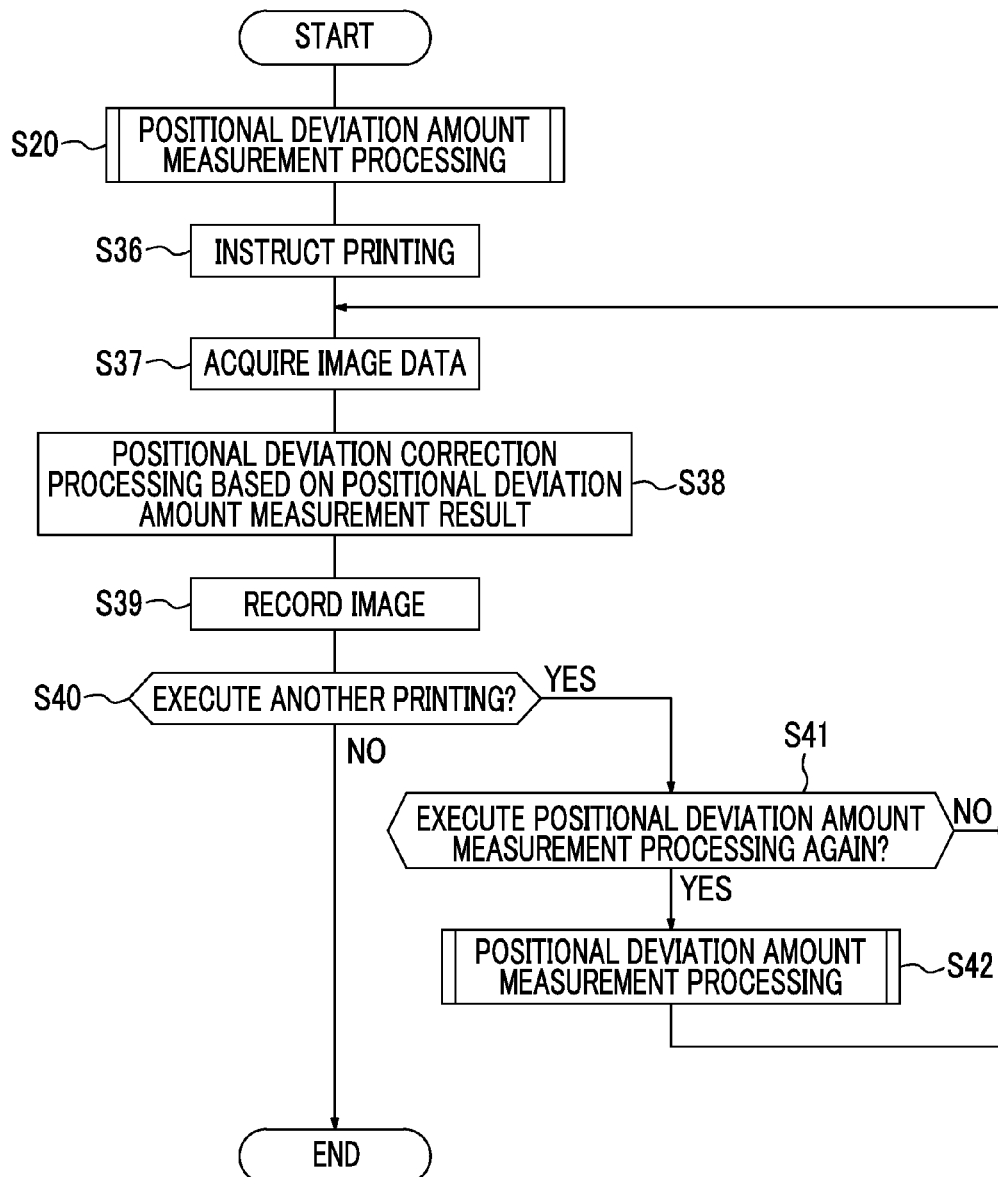 START
S20
POSITIONAL DEVIATION AMOUNT
MEASUREMENT PROCESSING
S36
INSTRUCT PRINTING
S37
ACQUIRE IMAGE DATA
POSITIONAL DEVIATION CORRECTION
PROCESSING BASED ON POSITIONAL DEVIATION
AMOUNT MEASUREMENT RESULT
S38
S39
RECORD IMAGE
S40
EXECUTE ANOTHER PRINTING?
YES
NO
S41
EXECUTE POSITIONAL DEVIATION AMOUNT
MEASUREMENT PROCESSING AGAIN?
NO
YES
POSITIONAL DEVIATION AMOUNT
MEASUREMENT PROCESSING
S42
END